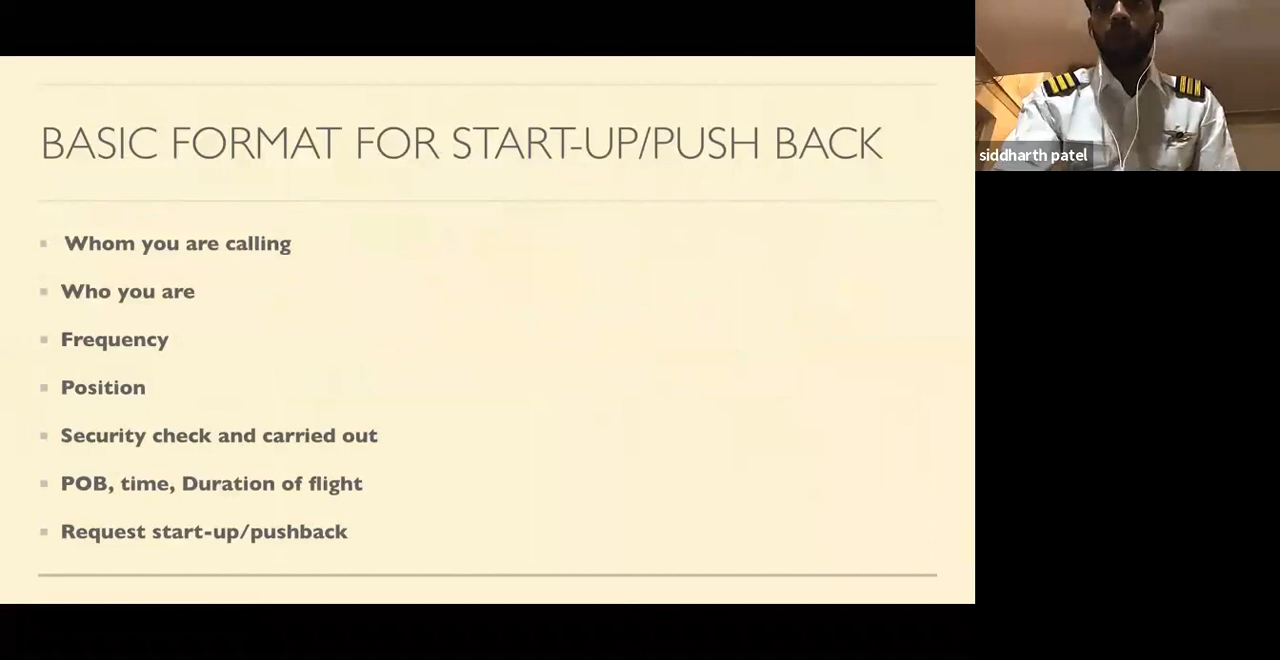 BASIC FORMAT FOR START-UP/PUSH BACK
Whom you are calling
Who you are
Frequency
Position
Security check and carried out
POB, time, Duration of flight
Request start-up/pushback
siddharth patel